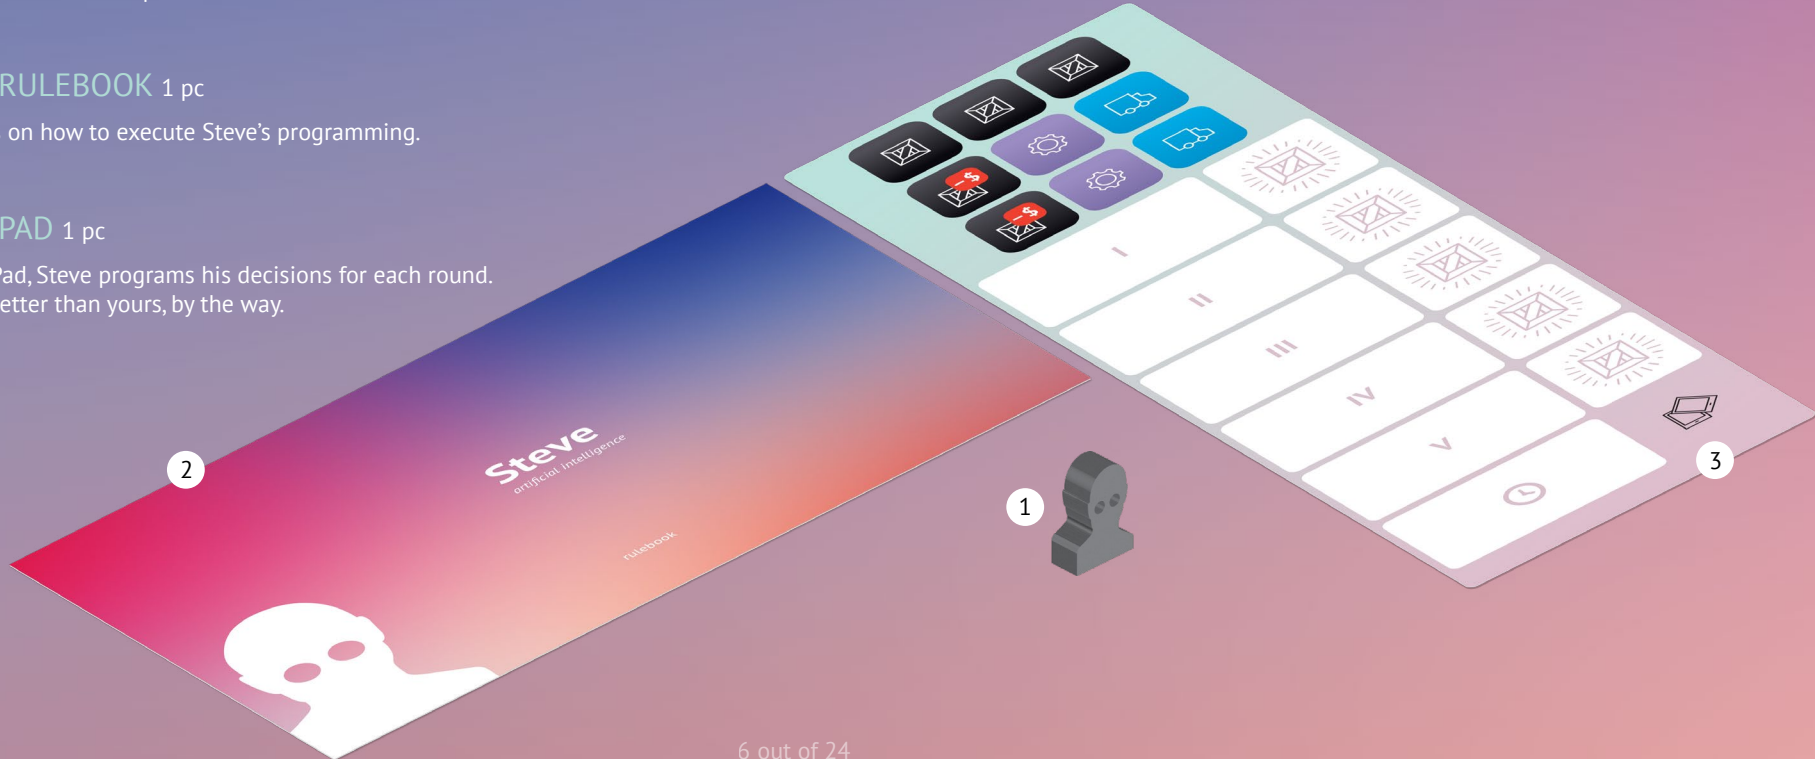 RULEBOOK 1 pc
on how to execute Steve's programming.
PAD 1 pc
Pad, Steve programs his decisions for each round.
etter than yours, by the way.
Steve
artificial intelligence
rulebook
2
1
3
– $
– $
I
II
III
IV
V
6 out of 24